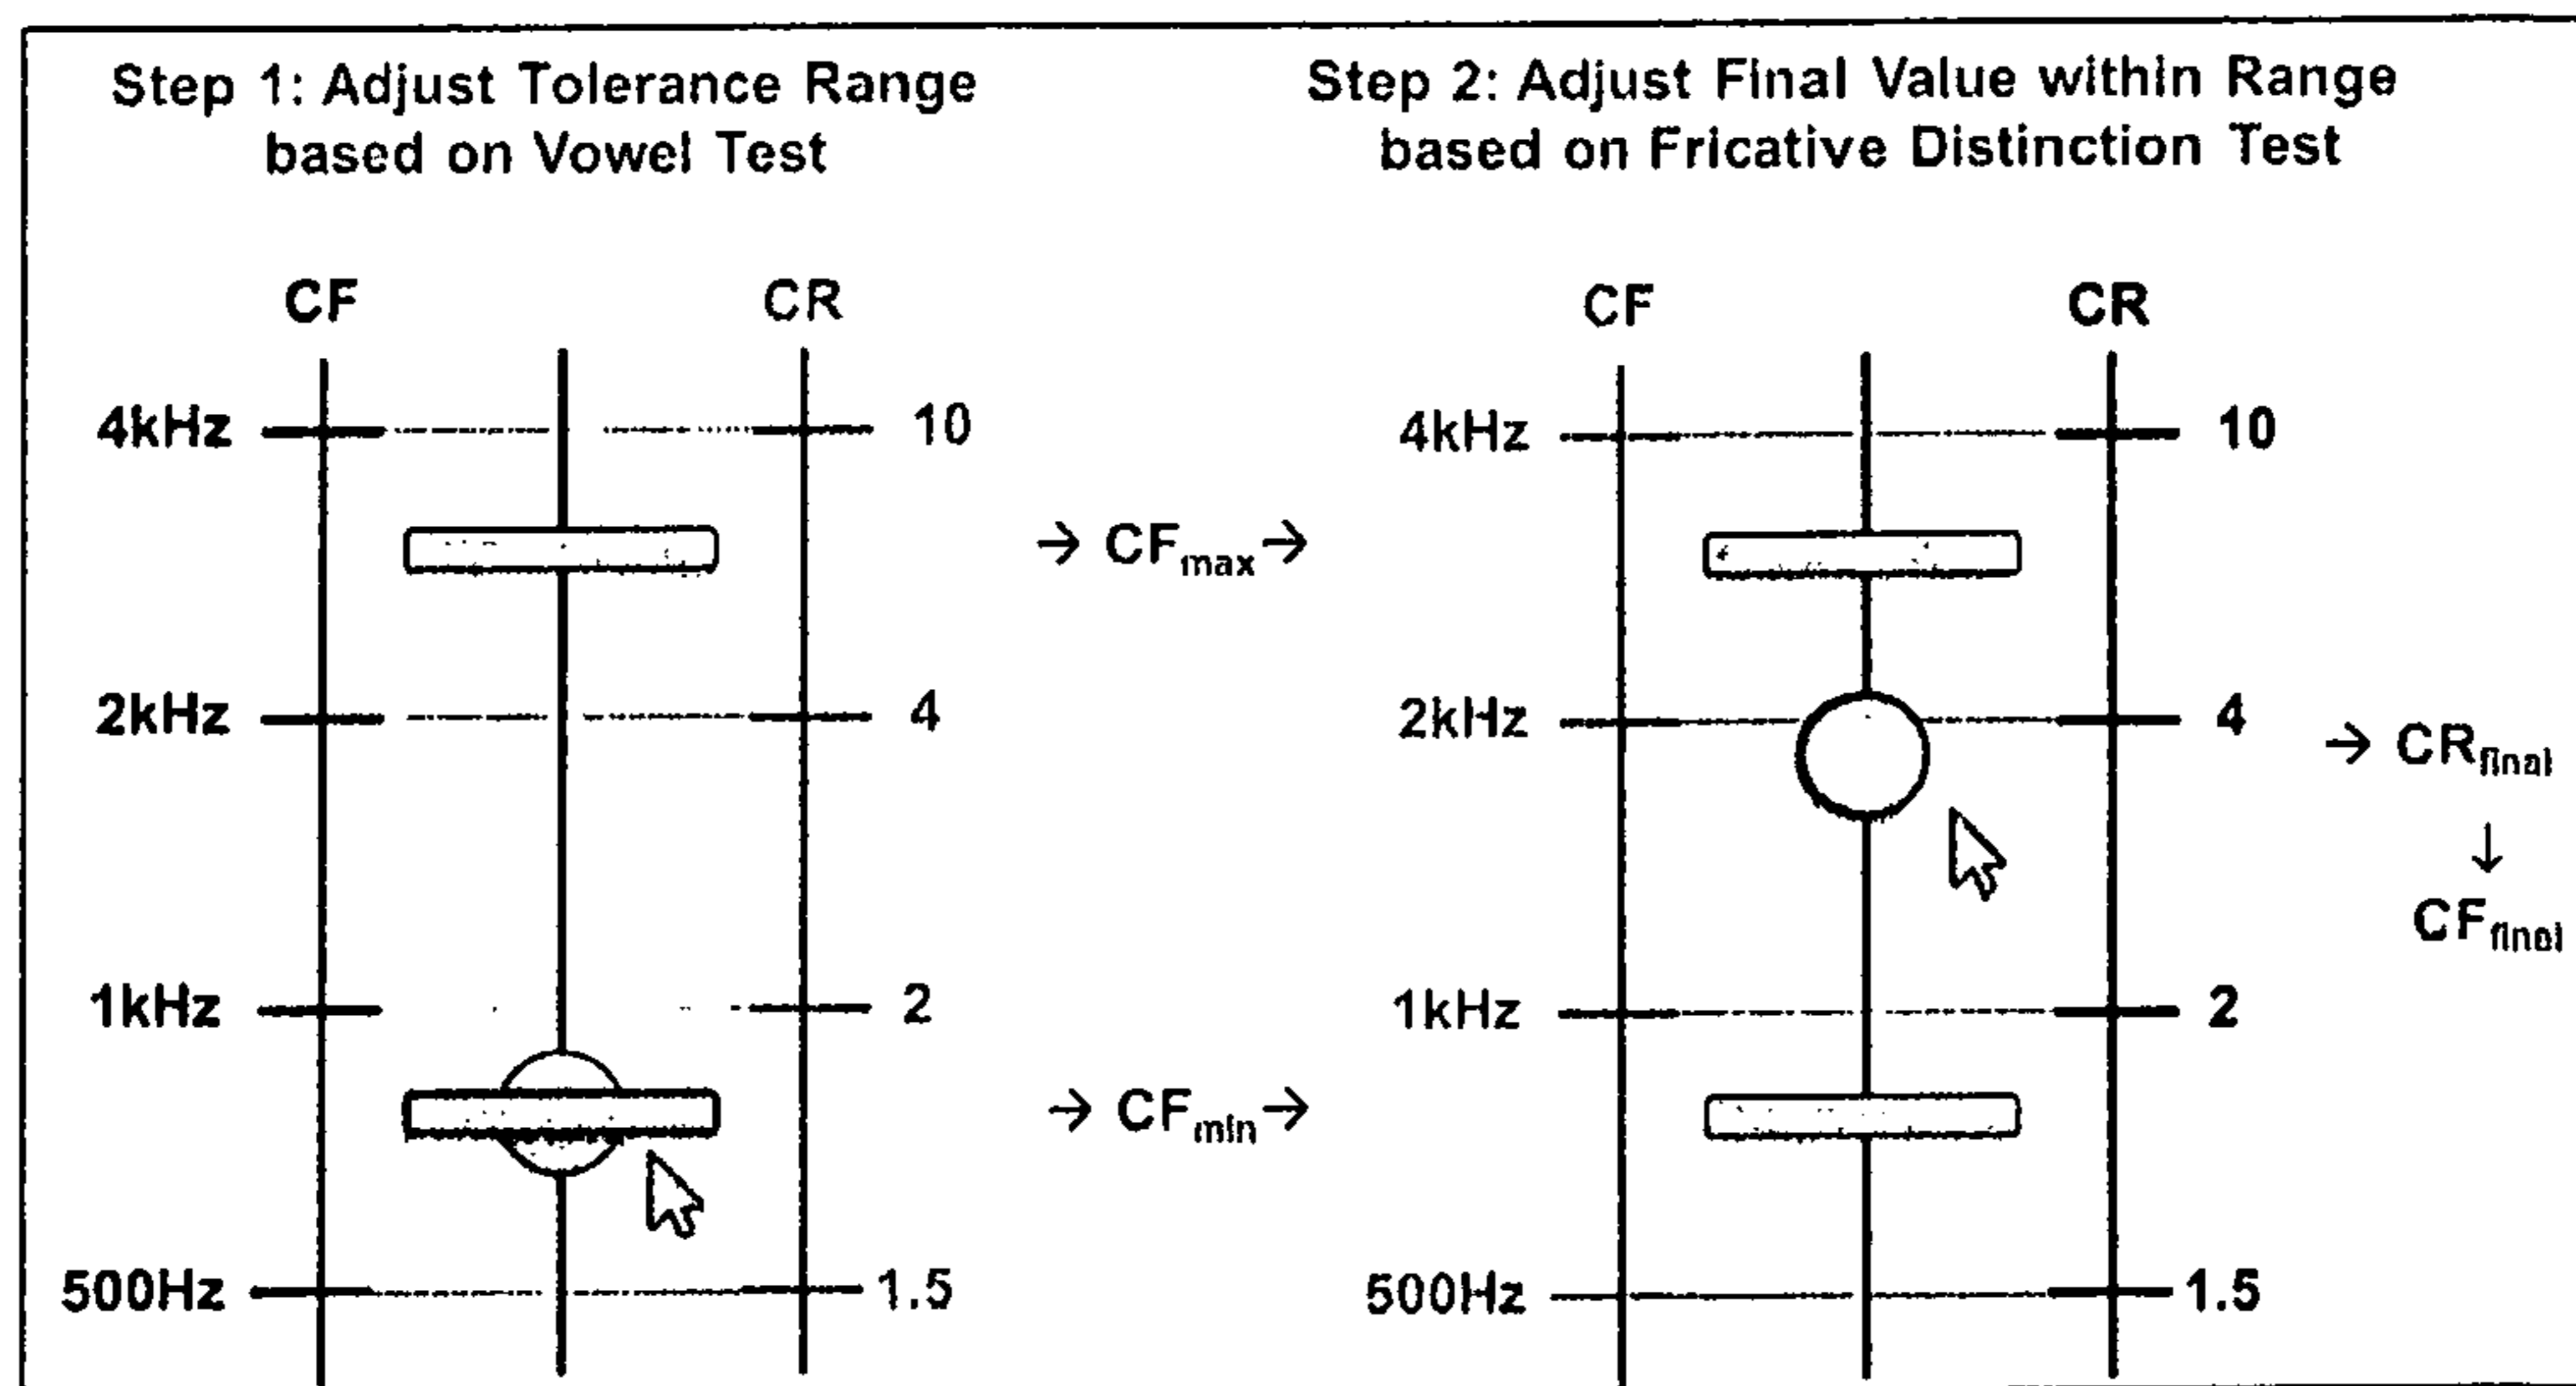 Step 1: Adjust Tolerance Range
based on Vowel Test
CF CR
4kHz 10
→ CFmax →
2kHz 4
1kHz 2
→ CFmin →
500Hz 1.5
Step 2: Adjust Final Value within Range
based on Fricative Distinction Test
CF CR
4kHz 10
2kHz 4
→ CRfinal
↓
CFfinal
1kHz 2
500Hz 1.5